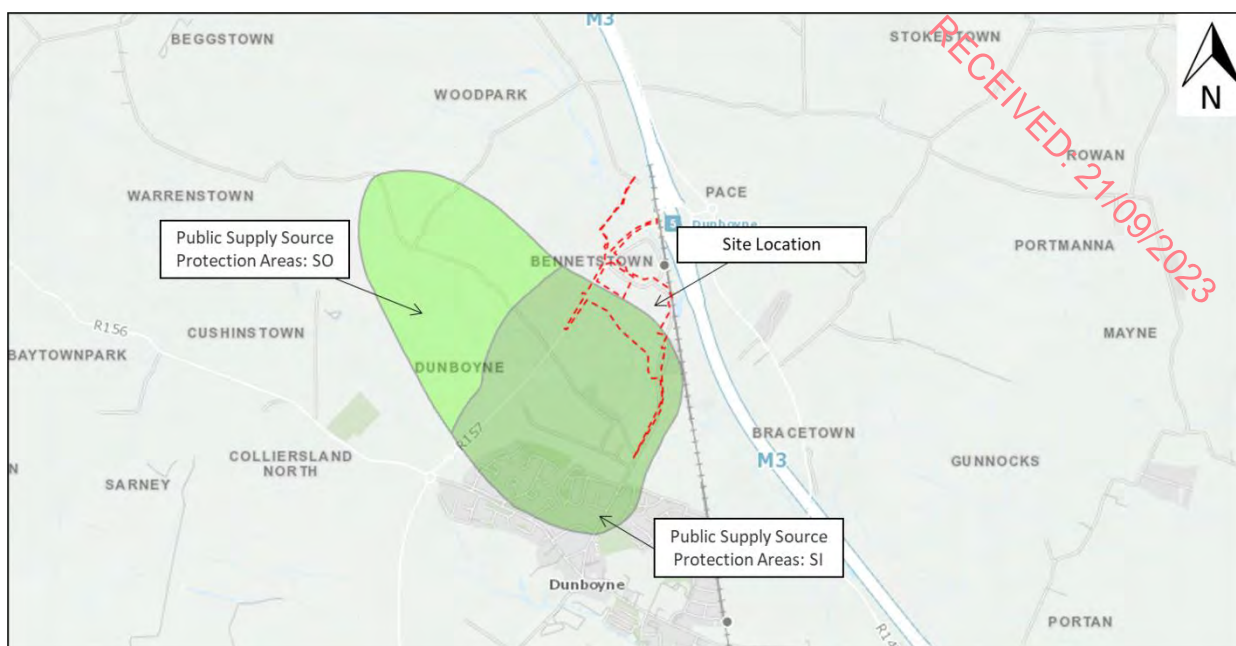 M3
BEGGSTOWN
STOKESTOWN
N
WOODPARK
RECEIVED: 21/09/2023
ROWAN
WARRENSTOWN
PACE
5
Dunboyne
Public Supply Source
Protection Areas: SO
Site Location
PORTMANNA
BENNETSTOWN
R156
CUSHINSTOWN
MAYNE
BAYTOWNPARK
DUNBOYNE
R157
BRACETOWN
COLLIERSLAND
NORTH
M3
GUNNOCKS
SARNEY
N
Public Supply Source
Protection Areas: SI
Dunboyne
PORTAN
R14